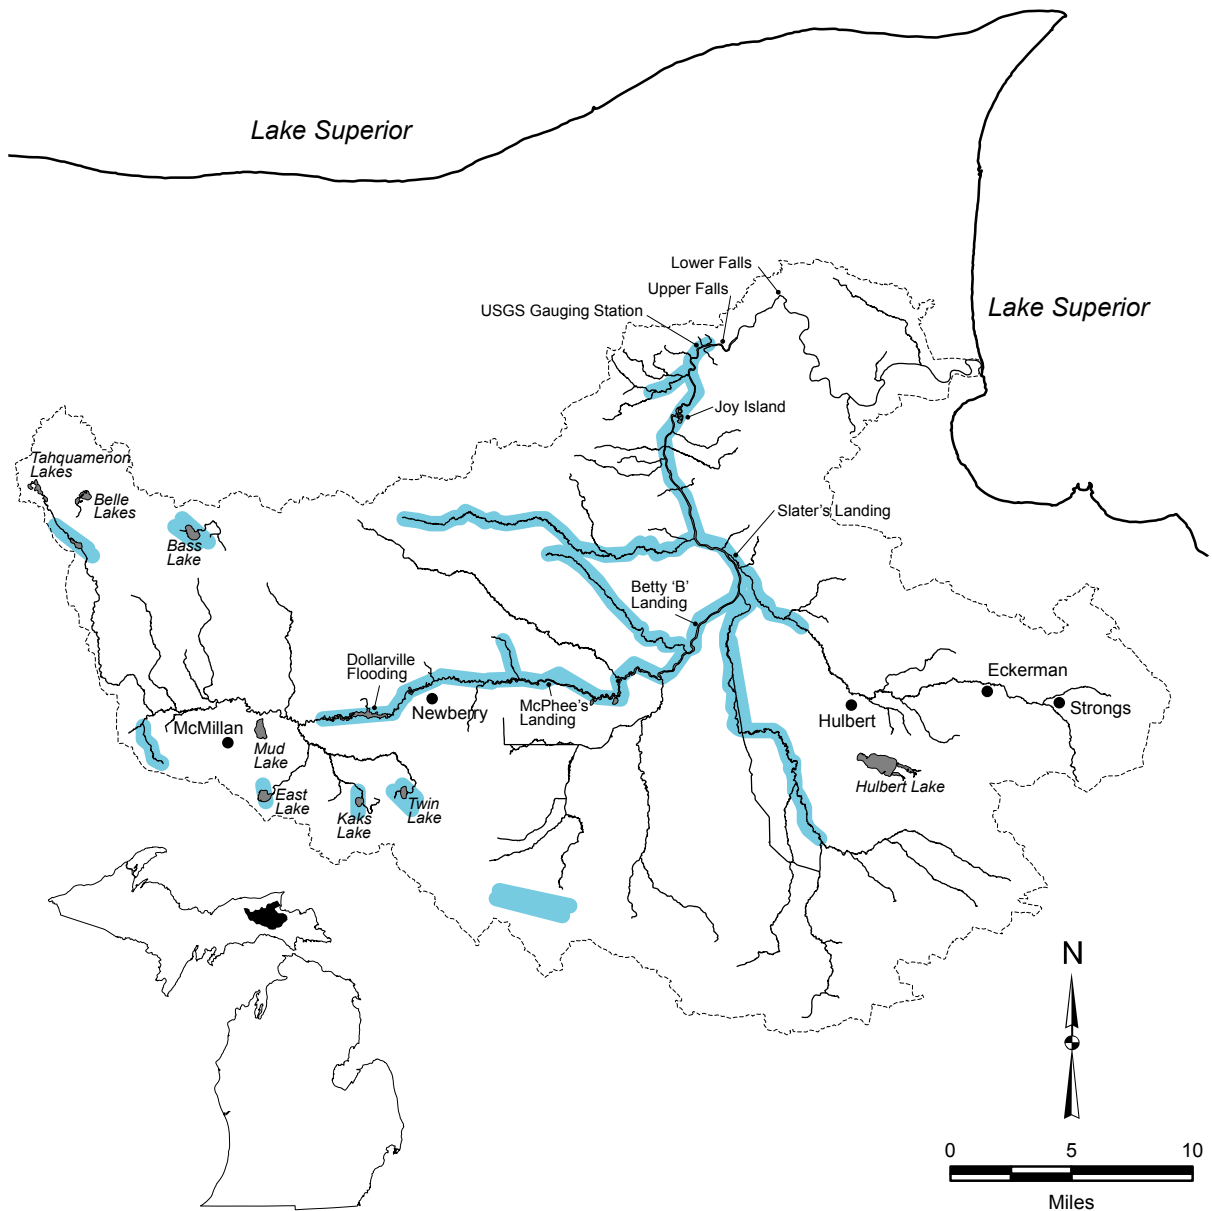 Lake Superior
Lower Falls
Upper Falls
USGS Gauging Station
Lake Superior
Joy Island
Tahquamenon
Lakes
Belle
Lakes
Bass
Lake
Slater's Landing
Betty 'B'
Landing
Dollarville
Flooding
Eckerman
McPhee's
Landing
Newberry
Hulbert
Strongs
McMillan
Mud
Lake
Hulbert Lake
East
Lake
Kaks
Lake
Twin
Lake
N
0 5 10
Miles